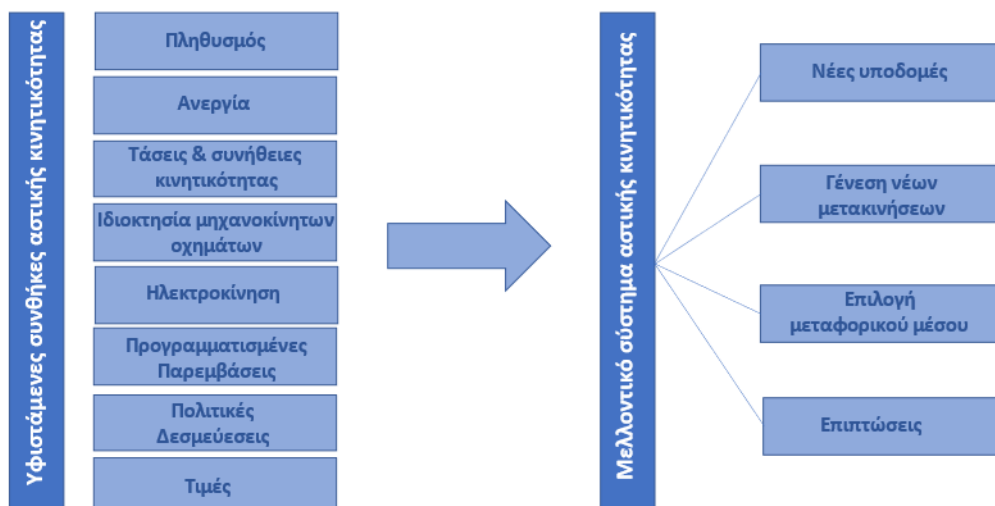 Υφιστάμενες συνθήκες αστικής κινητικότητας
Πληθυσμός
Ανεργία
Τάσεις & συνήθειες
κινητικότητας
Ιδιοκτησία μηχανοκίνητων
οχημάτων
Ηλεκτροκίνηση
Προγραμματισμένες
Παρεμβάσεις
Πολιτικές
Δεσμεύεσεις
Τιμές
Μελλοντικό σύστημα αστικής κινητικότητας
Νέες υποδομές
Γένεση νέων
μετακινήσεων
Επιλογή
μεταφορικού μέσου
Επιπτώσεις